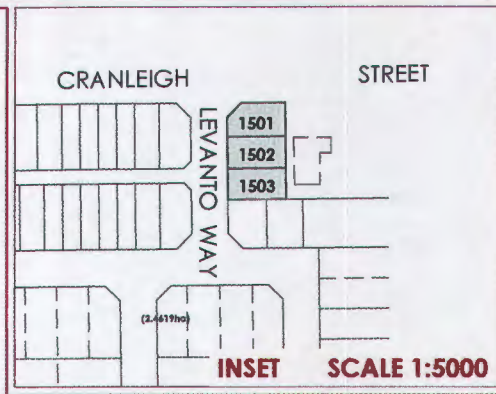 CRANLEIGH STREET
LEVANTO WAY
1501
1502
1503
(2.4619ha)
INSET SCALE 1:5000